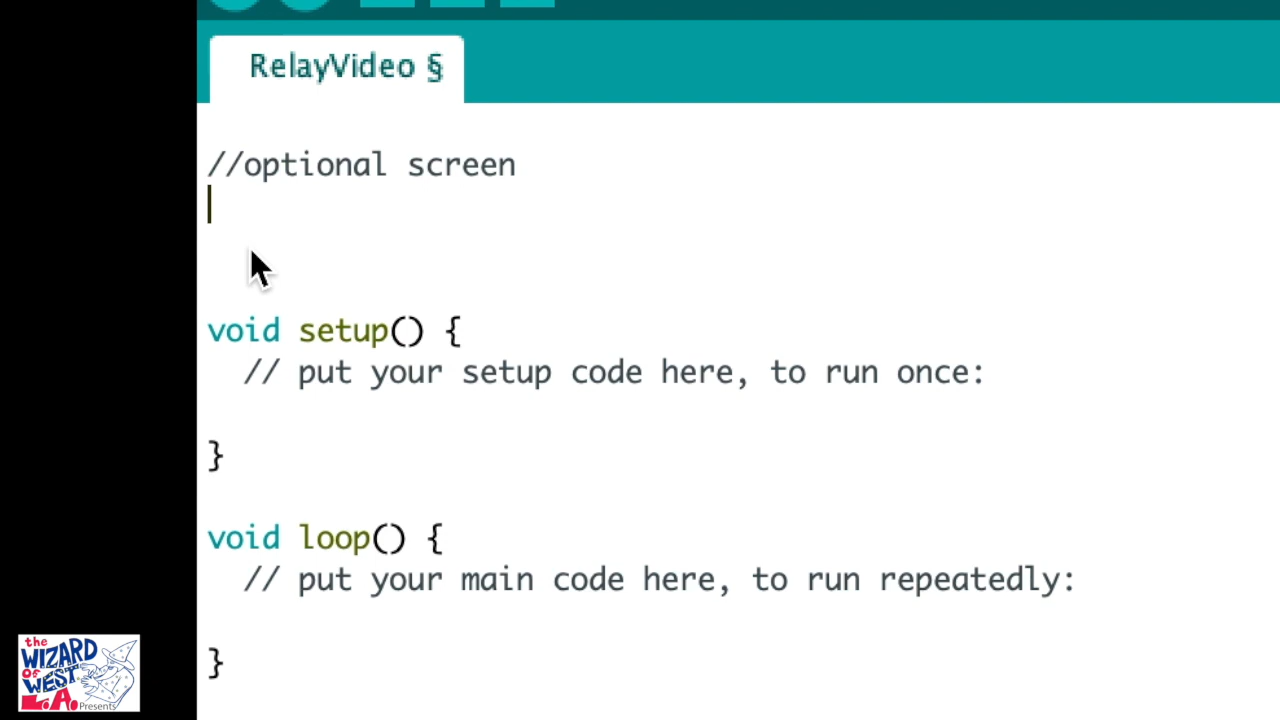 RelayVideo §
//optional screen
void setup() {
// put your setup code here, to run once:
}
void loop() {
// put your main code here, to run repeatedly:
}
the
WIZARD
OF
WEST
L.A.
Presents